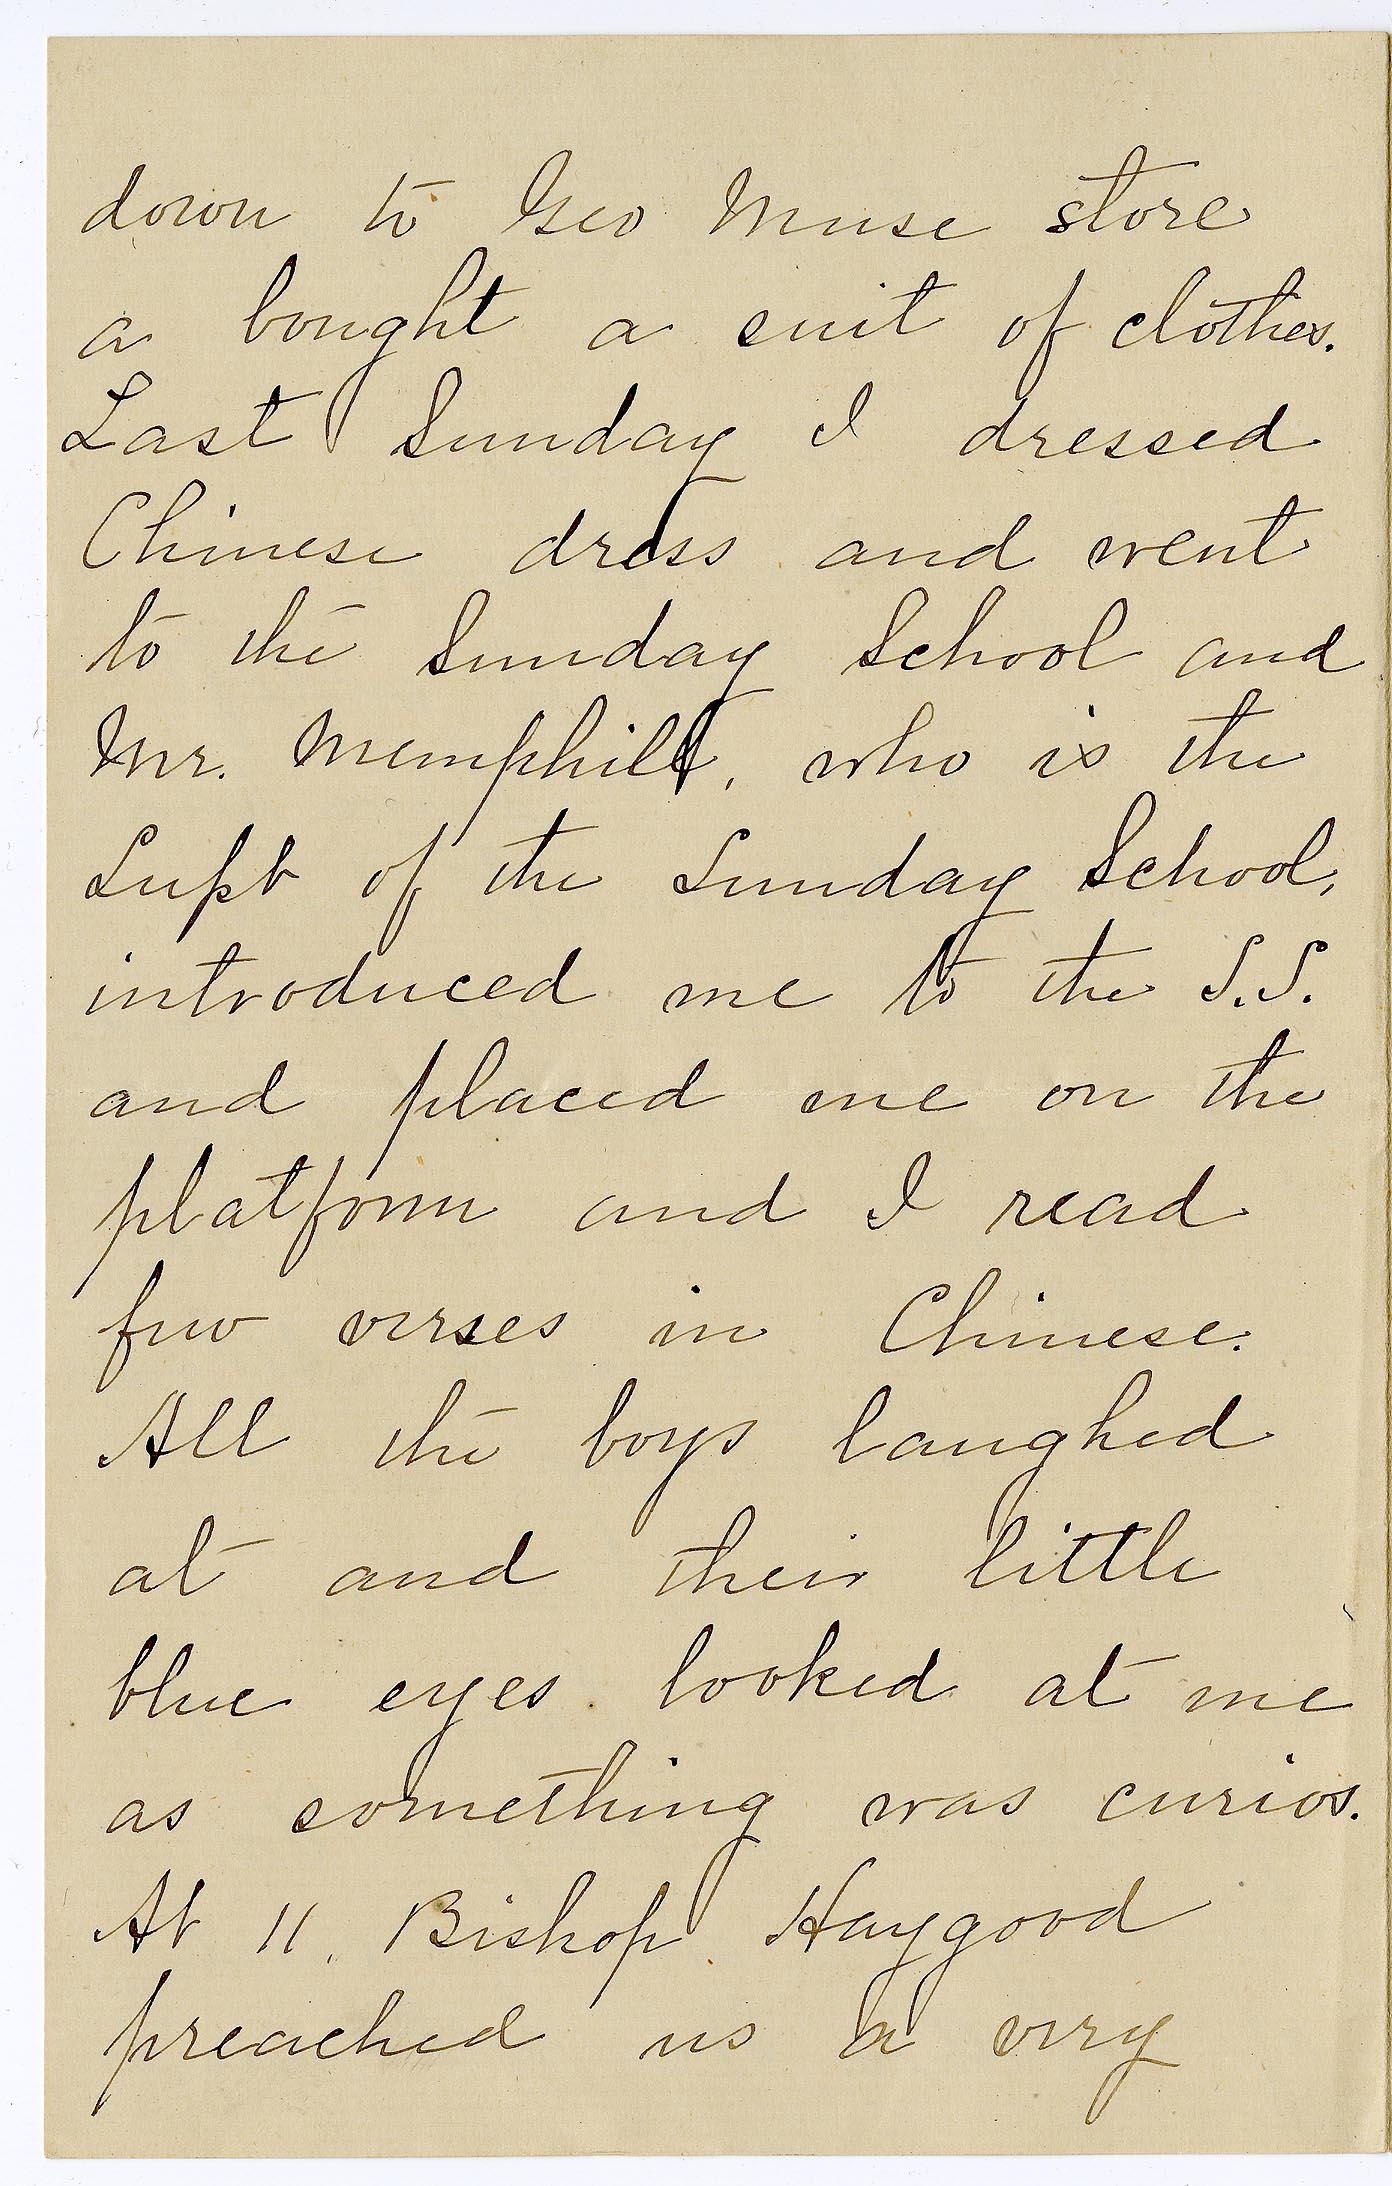 down to Geo Muse store
a bought a suit of clothes.
Last Sunday I dressed
Chinese dress and went
to the Sunday School and
Mr. Memphill, who is the
Supt of the Sunday School,
introduced me to the S.S.
and placed me on the
platform and I read
few verses in Chinese.
All the boys laughed
at and their little
blue eyes looked at me
as something was curios.
At 11, Bishop Haygood
preached us a very